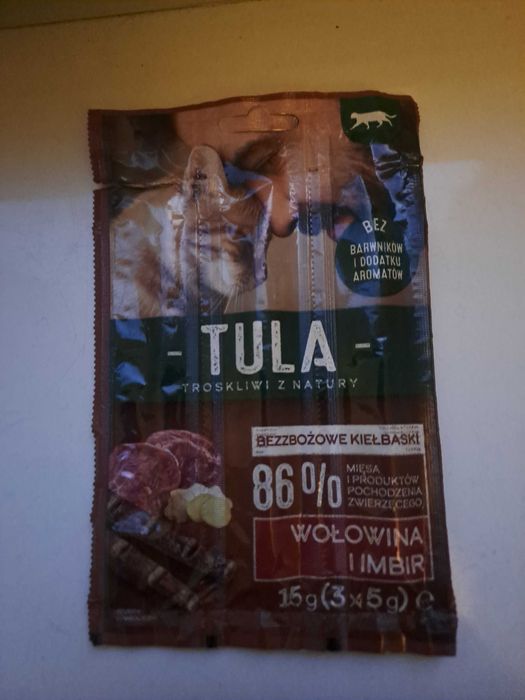 BEZ
BARWNIKÓW
I DODATKU
AROMATÓW
- TULA -
TROSKLIWI Z NATURY
BEZZBOŻOWE KIEŁBASKI
86%
MIĘSA
I PRODUKTÓW
POCHODZENIA
ZWIERZĘCEGO
WOŁOWINA
I IMBIR
15g (3x5g) e